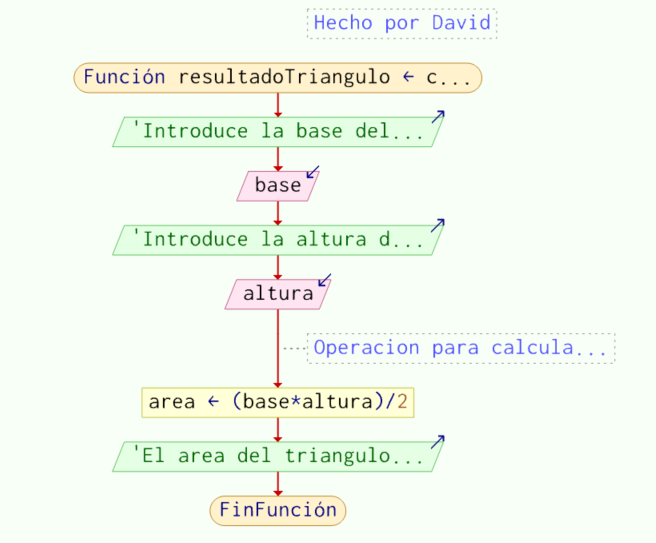 Hecho por David
Función resultadoTriangulo ← c...
'Introduce la base del...
base
'Introduce la altura d...
altura
Operacion para calcula...
area ← (base*altura)/2
'El area del triangulo...
FinFunción